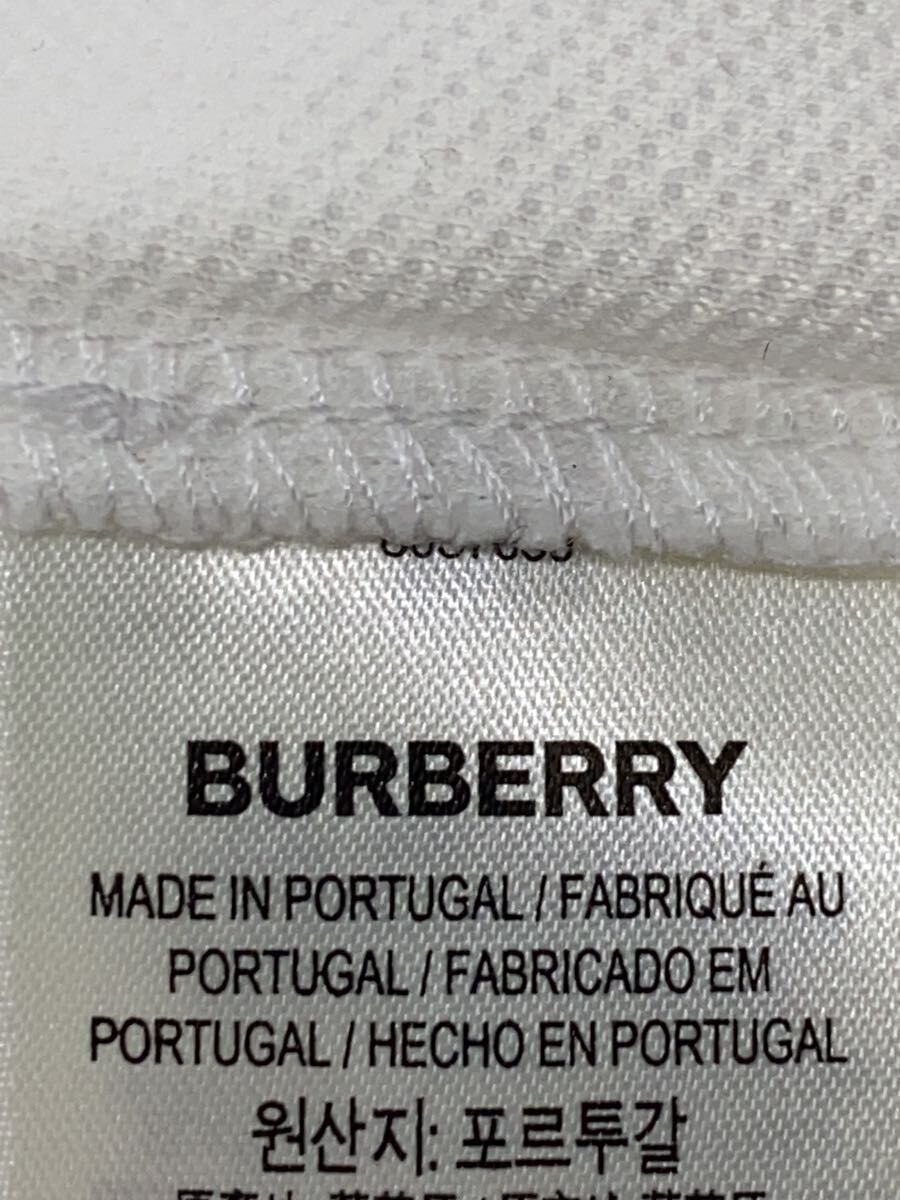 BURBERRY
MADE IN PORTUGAL / FABRIQUÉ AU
PORTUGAL / FABRICADO EM
PORTUGAL / HECHO EN PORTUGAL
원산지: 포르투갈